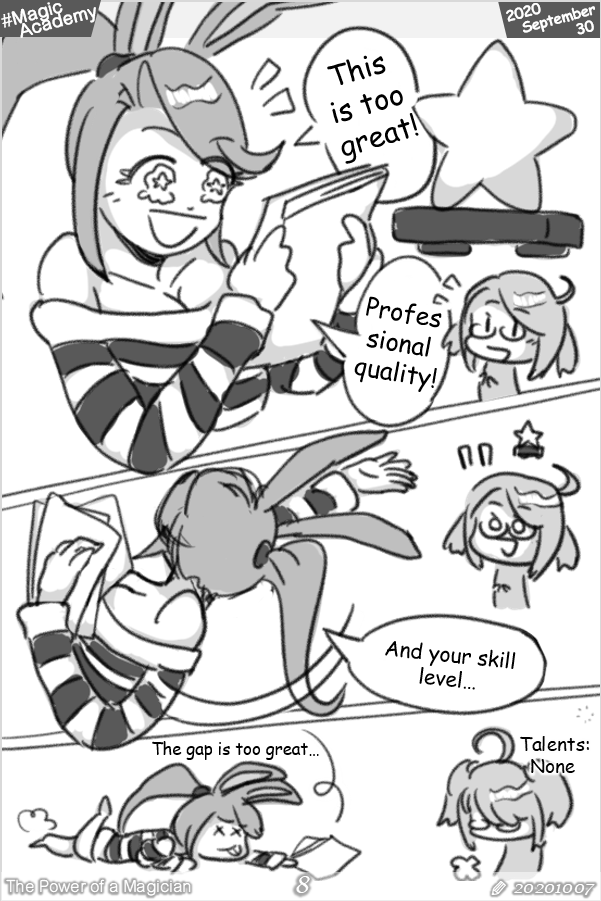 #Magic
Academy
2020
September
30
This
is too
great!
Profes
sional
quality!
And your skill
level...
The gap is too great...
Talents:
None
The Power of a Magician
8
20201007